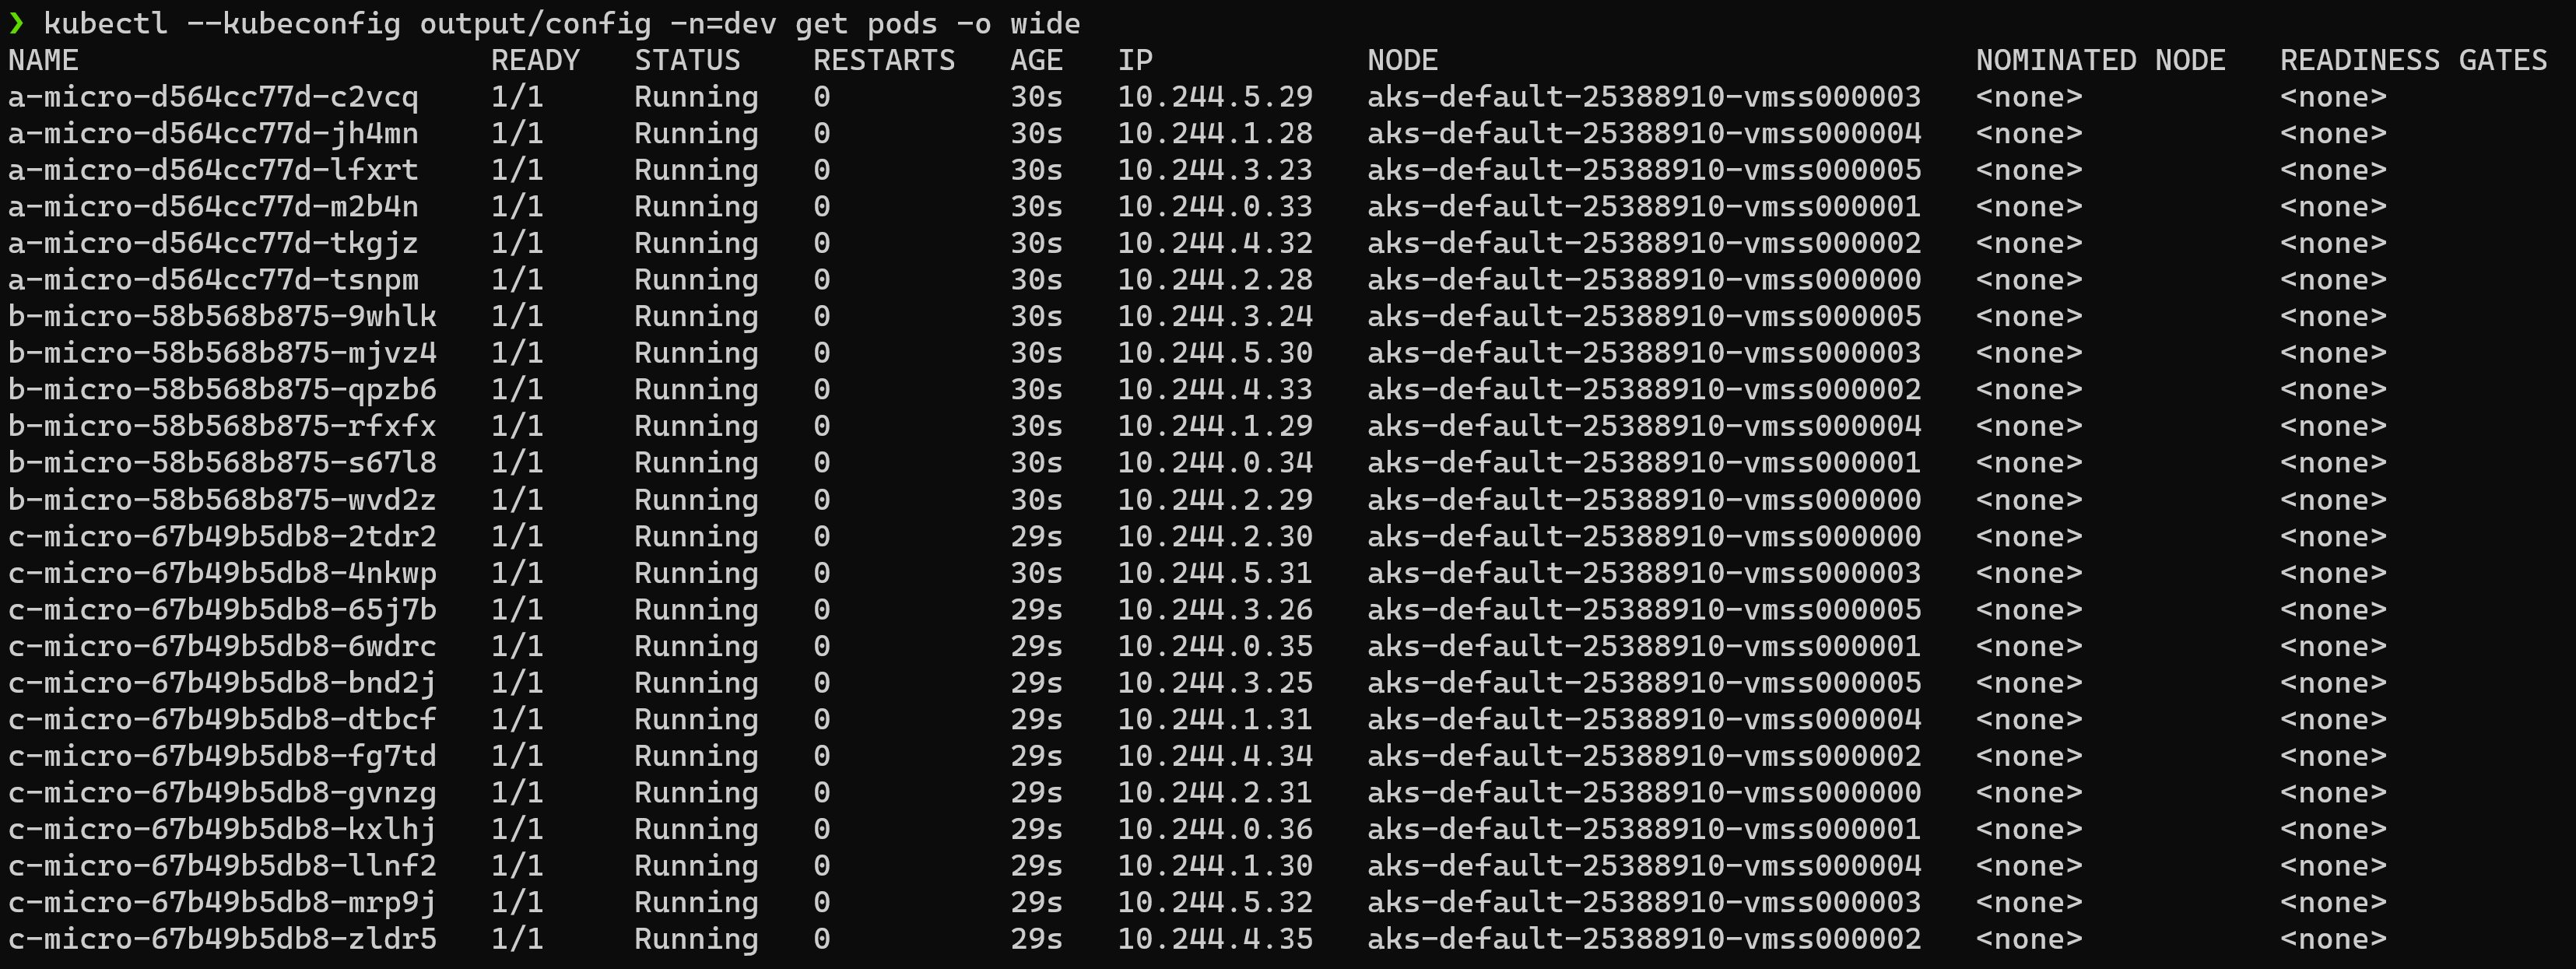 ❯ kubectl --kubeconfig output/config -n=dev get pods -o wide
NAME READY STATUS RESTARTS AGE IP NODE NOMINATED NODE READINESS GATES
a-micro-d564cc77d-c2vcq 1/1 Running 0 30s 10.244.5.29 aks-default-25388910-vmss000003 <none> <none>
a-micro-d564cc77d-jh4mn 1/1 Running 0 30s 10.244.1.28 aks-default-25388910-vmss000004 <none> <none>
a-micro-d564cc77d-lfxrt 1/1 Running 0 30s 10.244.3.23 aks-default-25388910-vmss000005 <none> <none>
a-micro-d564cc77d-m2b4n 1/1 Running 0 30s 10.244.0.33 aks-default-25388910-vmss000001 <none> <none>
a-micro-d564cc77d-tkgjz 1/1 Running 0 30s 10.244.4.32 aks-default-25388910-vmss000002 <none> <none>
a-micro-d564cc77d-tsnpm 1/1 Running 0 30s 10.244.2.28 aks-default-25388910-vmss000000 <none> <none>
b-micro-58b568b875-9whlk 1/1 Running 0 30s 10.244.3.24 aks-default-25388910-vmss000005 <none> <none>
b-micro-58b568b875-mjvz4 1/1 Running 0 30s 10.244.5.30 aks-default-25388910-vmss000003 <none> <none>
b-micro-58b568b875-qpzb6 1/1 Running 0 30s 10.244.4.33 aks-default-25388910-vmss000002 <none> <none>
b-micro-58b568b875-rfxfx 1/1 Running 0 30s 10.244.1.29 aks-default-25388910-vmss000004 <none> <none>
b-micro-58b568b875-s67l8 1/1 Running 0 30s 10.244.0.34 aks-default-25388910-vmss000001 <none> <none>
b-micro-58b568b875-wvd2z 1/1 Running 0 30s 10.244.2.29 aks-default-25388910-vmss000000 <none> <none>
c-micro-67b49b5db8-2tdr2 1/1 Running 0 29s 10.244.2.30 aks-default-25388910-vmss000000 <none> <none>
c-micro-67b49b5db8-4nkwp 1/1 Running 0 30s 10.244.5.31 aks-default-25388910-vmss000003 <none> <none>
c-micro-67b49b5db8-65j7b 1/1 Running 0 29s 10.244.3.26 aks-default-25388910-vmss000005 <none> <none>
c-micro-67b49b5db8-6wdrc 1/1 Running 0 29s 10.244.0.35 aks-default-25388910-vmss000001 <none> <none>
c-micro-67b49b5db8-bnd2j 1/1 Running 0 29s 10.244.3.25 aks-default-25388910-vmss000005 <none> <none>
c-micro-67b49b5db8-dtbcf 1/1 Running 0 29s 10.244.1.31 aks-default-25388910-vmss000004 <none> <none>
c-micro-67b49b5db8-fg7td 1/1 Running 0 29s 10.244.4.34 aks-default-25388910-vmss000002 <none> <none>
c-micro-67b49b5db8-gvnzg 1/1 Running 0 29s 10.244.2.31 aks-default-25388910-vmss000000 <none> <none>
c-micro-67b49b5db8-kxlhj 1/1 Running 0 29s 10.244.0.36 aks-default-25388910-vmss000001 <none> <none>
c-micro-67b49b5db8-llnf2 1/1 Running 0 29s 10.244.1.30 aks-default-25388910-vmss000004 <none> <none>
c-micro-67b49b5db8-mrp9j 1/1 Running 0 29s 10.244.5.32 aks-default-25388910-vmss000003 <none> <none>
c-micro-67b49b5db8-zldr5 1/1 Running 0 29s 10.244.4.35 aks-default-25388910-vmss000002 <none> <none>